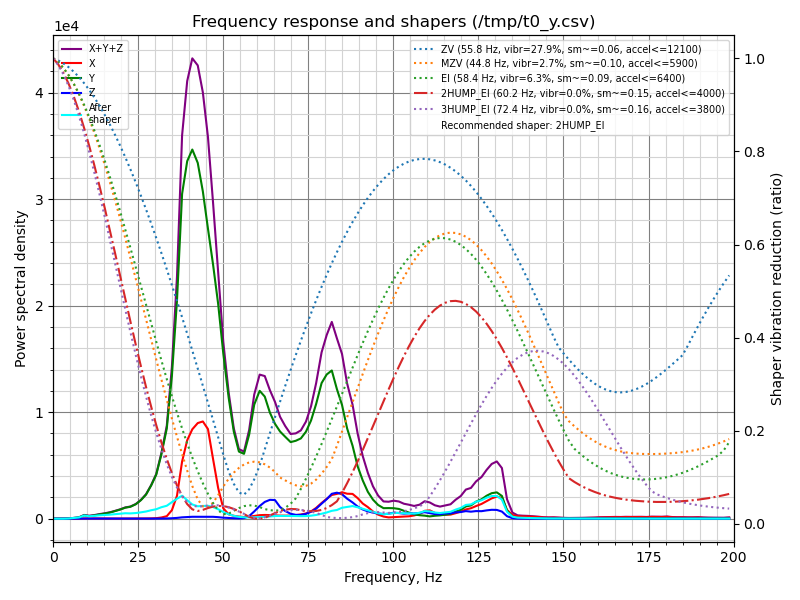 Frequency response and shapers (/tmp/t0_y.csv)
1e4
X+Y+Z
X
Y
Z
After
shaper
ZV (55.8 Hz, vibr=27.9%, sm~=0.06, accel<=12100)
MZV (44.8 Hz, vibr=2.7%, sm~=0.10, accel<=5900)
EI (58.4 Hz, vibr=6.3%, sm~=0.09, accel<=6400)
2HUMP_EI (60.2 Hz, vibr=0.0%, sm~=0.15, accel<=4000)
3HUMP_EI (72.4 Hz, vibr=0.0%, sm~=0.16, accel<=3800)
Recommended shaper: 2HUMP_EI
Power spectral density
4
3
2
1
0
1.0
0.8
0.6
0.4
0.2
0.0
Shaper vibration reduction (ratio)
0 25 50 75 100 125 150 175 200
Frequency, Hz